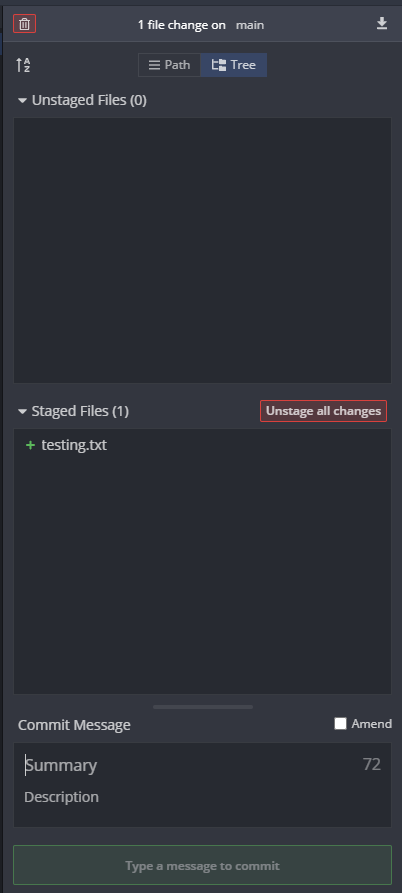 1 file change on main
A
Z
Path
Tree
Unstaged Files (0)
Staged Files (1)
Unstage all changes
+ testing.txt
Commit Message
Amend
Summary
72
Description
Type a message to commit